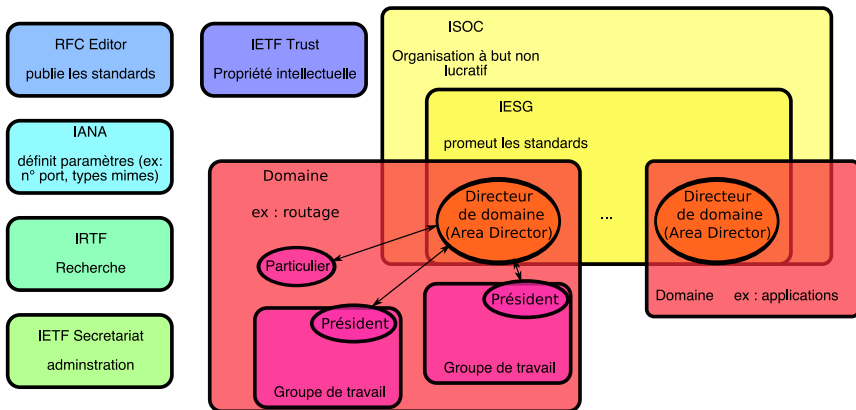 RFC Editor
publie les standards
IETF Trust
Propriété intellectuelle
ISOC
Organisation à but non
lucratif
IESG
promeut les standards
IANA
définit paramètres (ex:
n° port, types mimes)
IRTF
Recherche
IETF Secretariat
adminstration
Domaine
ex : routage
Directeur
de domaine
(Area Director)
...
Directeur
de domaine
(Area Director)
Particulier
Président
Groupe de travail
Président
Groupe de travail
Domaine ex : applications